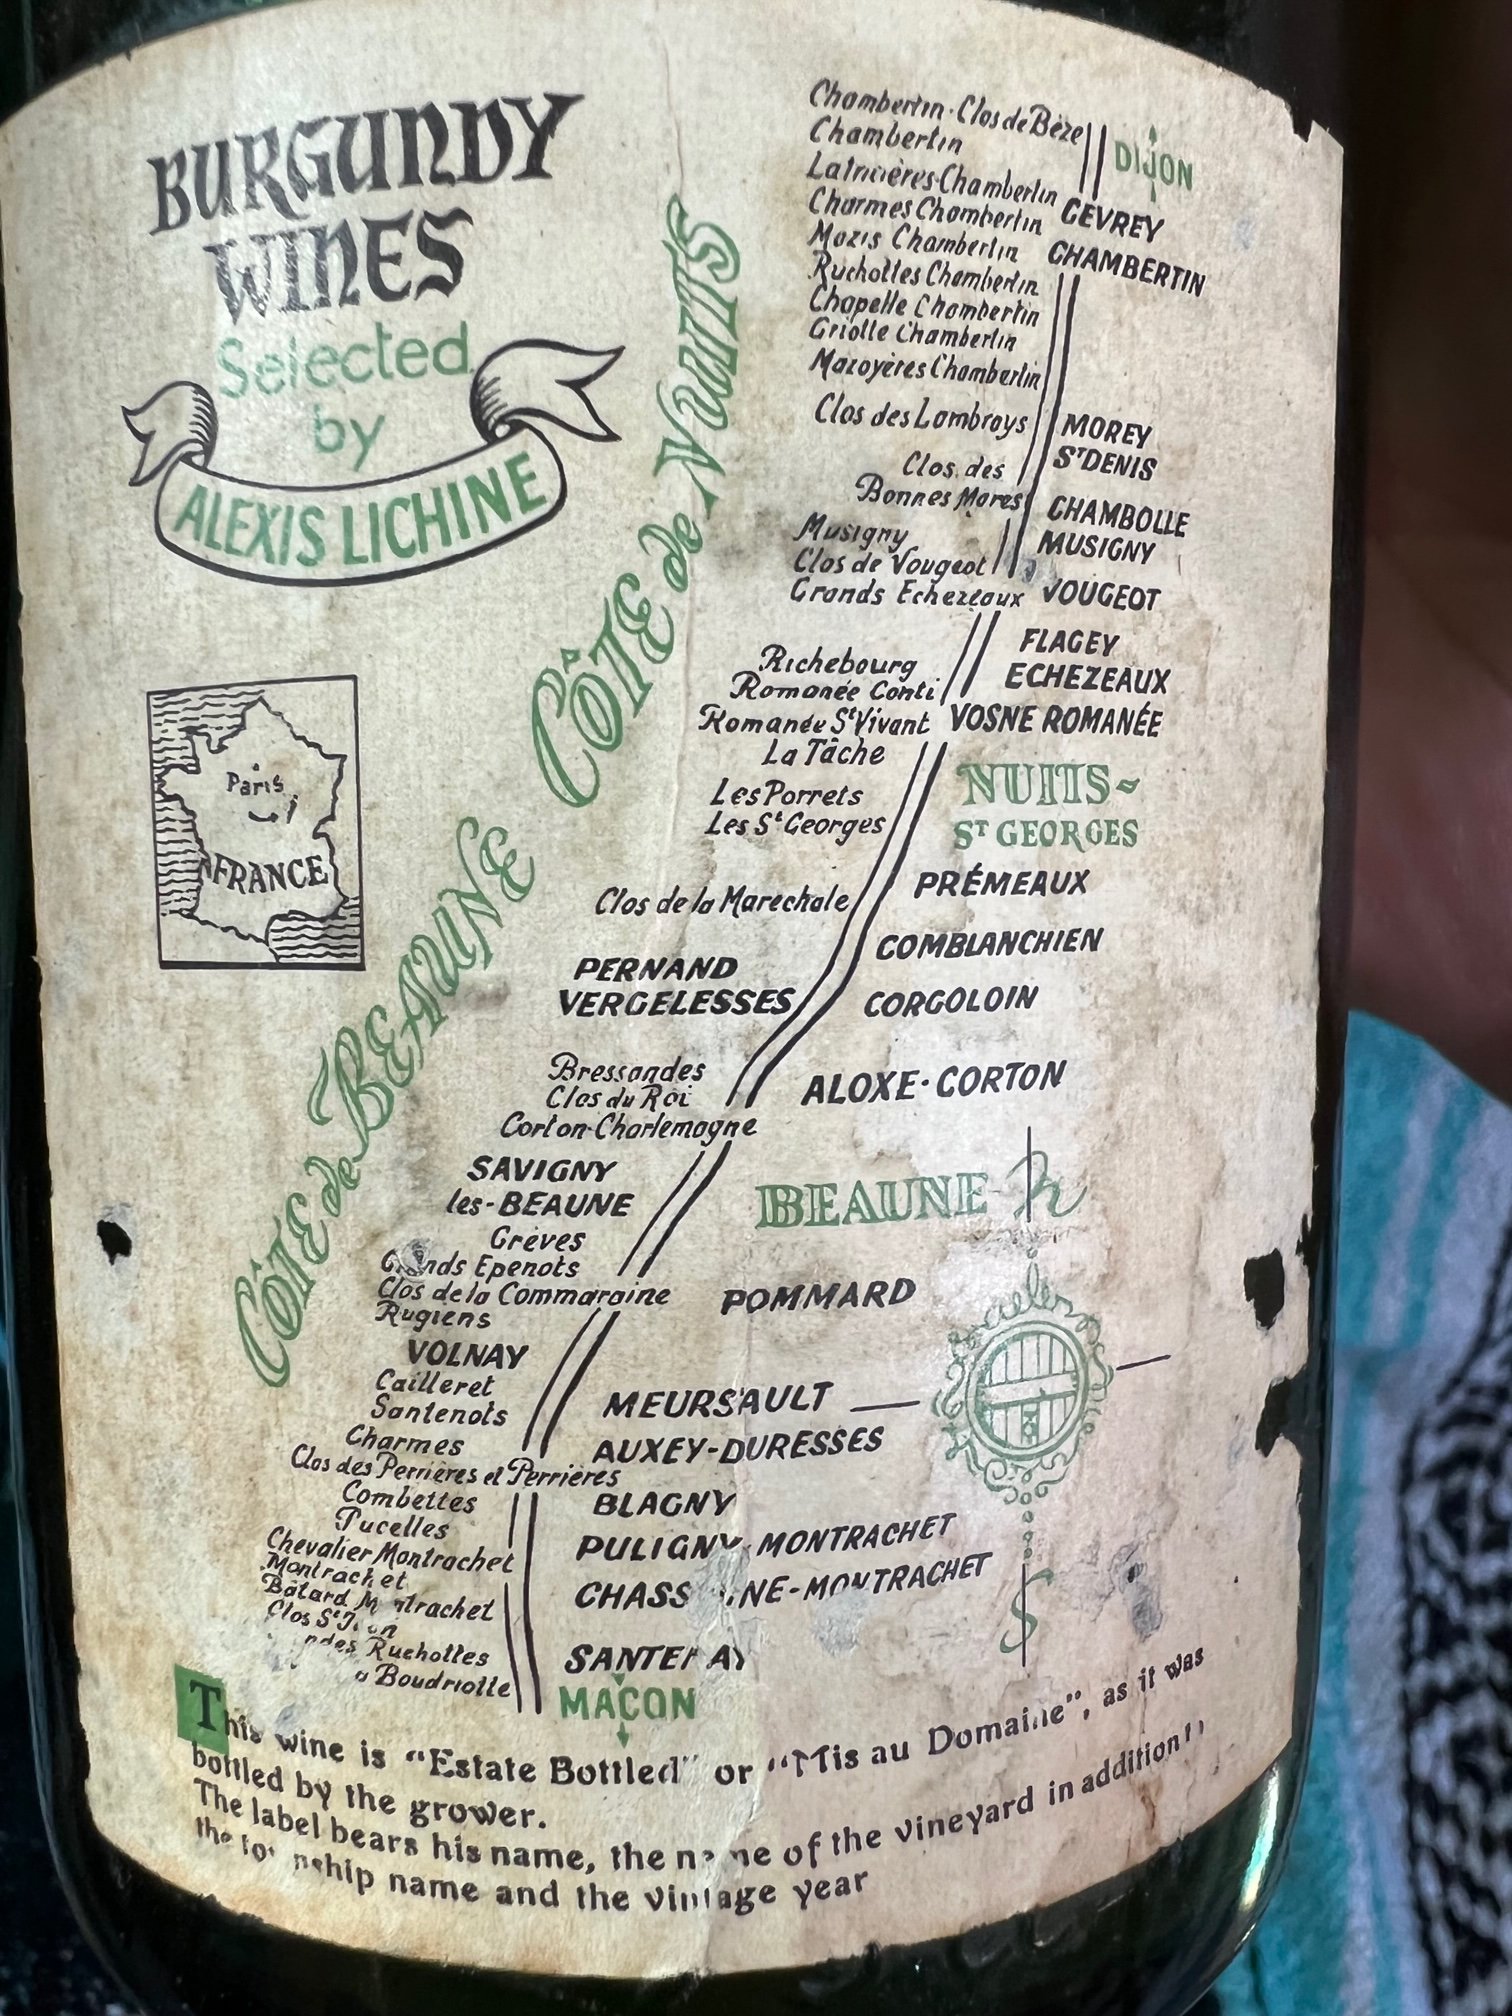 BURGUNDY
WINES
Selected
by
ALEXIS LICHINE
Paris
FRANCE
CÔTE de NUITS
CÔTE de BEAUNE
Chambertin-Clos de Bèze
Chambertin
Latricières-Chambertin
Charmes Chambertin
Mazis Chambertin
Ruchottes Chambertin
Chapelle Chambertin
Griotte Chambertin
Mazoyères Chambertin
Clos des Lambrays
Clos des
Bonnes Mares
Musigny
Clos de Vougeot
Grands Echezeaux
Richebourg
Romanée Conti
Romanée St Vivant
La Tâche
Les Porrets
Les St Georges
Clos de la Marechale
PERNAND
VERGELESSES
Bressandes
Clos du Roi
Corton-Charlemagne
SAVIGNY
les-BEAUNE
Grèves
Epenots
Clos de la Commaraine
Rugiens
VOLNAY
Cailleret
Santenots
Charmes
Clos des Perrières et Perrières
Combettes
Pucelles
Chevalier Montrachet
Montrachet
Bâtard
Clos St
Ruchottes
Boudriotte
DIJON
GEVREY
CHAMBERTIN
MOREY
ST DENIS
CHAMBOLLE
MUSIGNY
VOUGEOT
FLAGEY
ECHEZEAUX
VOSNE ROMANÉE
NUITS-
ST GEORGES
PRÉMEAUX
COMBLANCHIEN
CORGOLOIN
ALOXE-CORTON
BEAUNE
POMMARD
MEURSAULT
AUXEY-DURESSES
BLAGNY
PULIGNY-MONTRACHET
MACON
S
This wine is "Estate Bottled" or "Mis au Domaine", as it was
bottled by the grower.
The label bears his name, the name of the vineyard in addition to
the township name and the vintage year